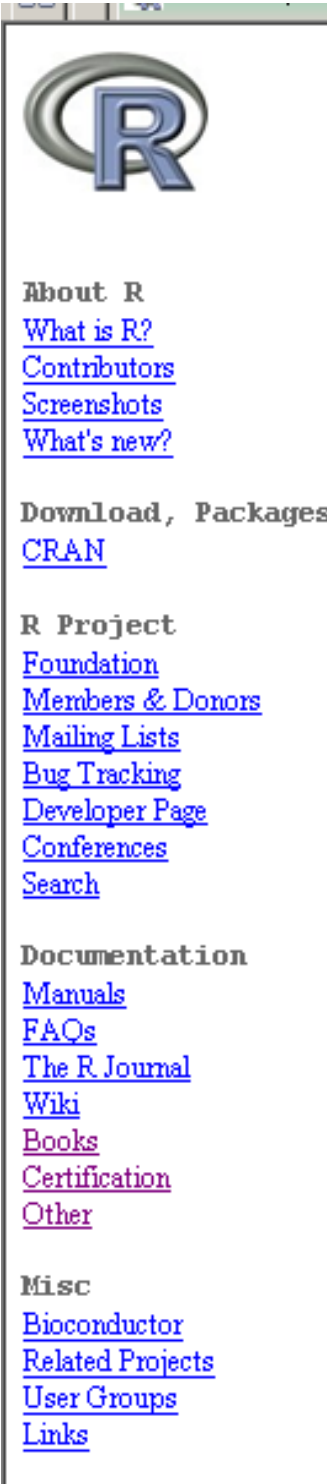 R
About R
What is R?
Contributors
Screenshots
What's new?
Download, Packages
CRAN
R Project
Foundation
Members & Donors
Mailing Lists
Bug Tracking
Developer Page
Conferences
Search
Documentation
Manuals
FAQs
The R Journal
Wiki
Books
Certification
Other
Misc
Bioconductor
Related Projects
User Groups
Links